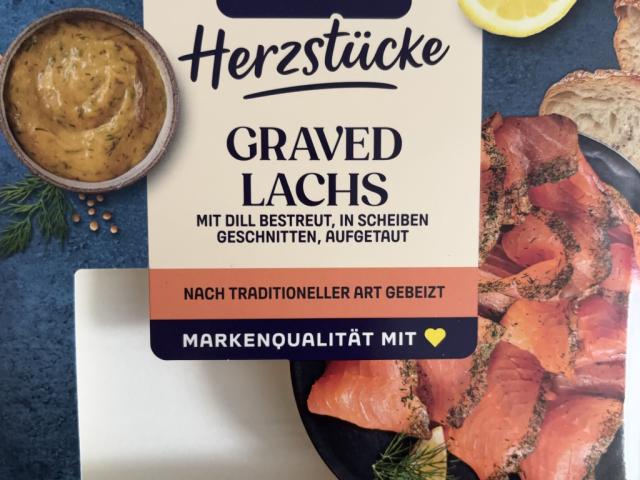 Herzstücke
GRAVED
LACHS
MIT DILL BESTREUT, IN SCHEIBEN
GESCHNITTEN, AUFGETAUT
NACH TRADITIONELLER ART GEBEIZT
MARKENQUALITÄT MIT 💛